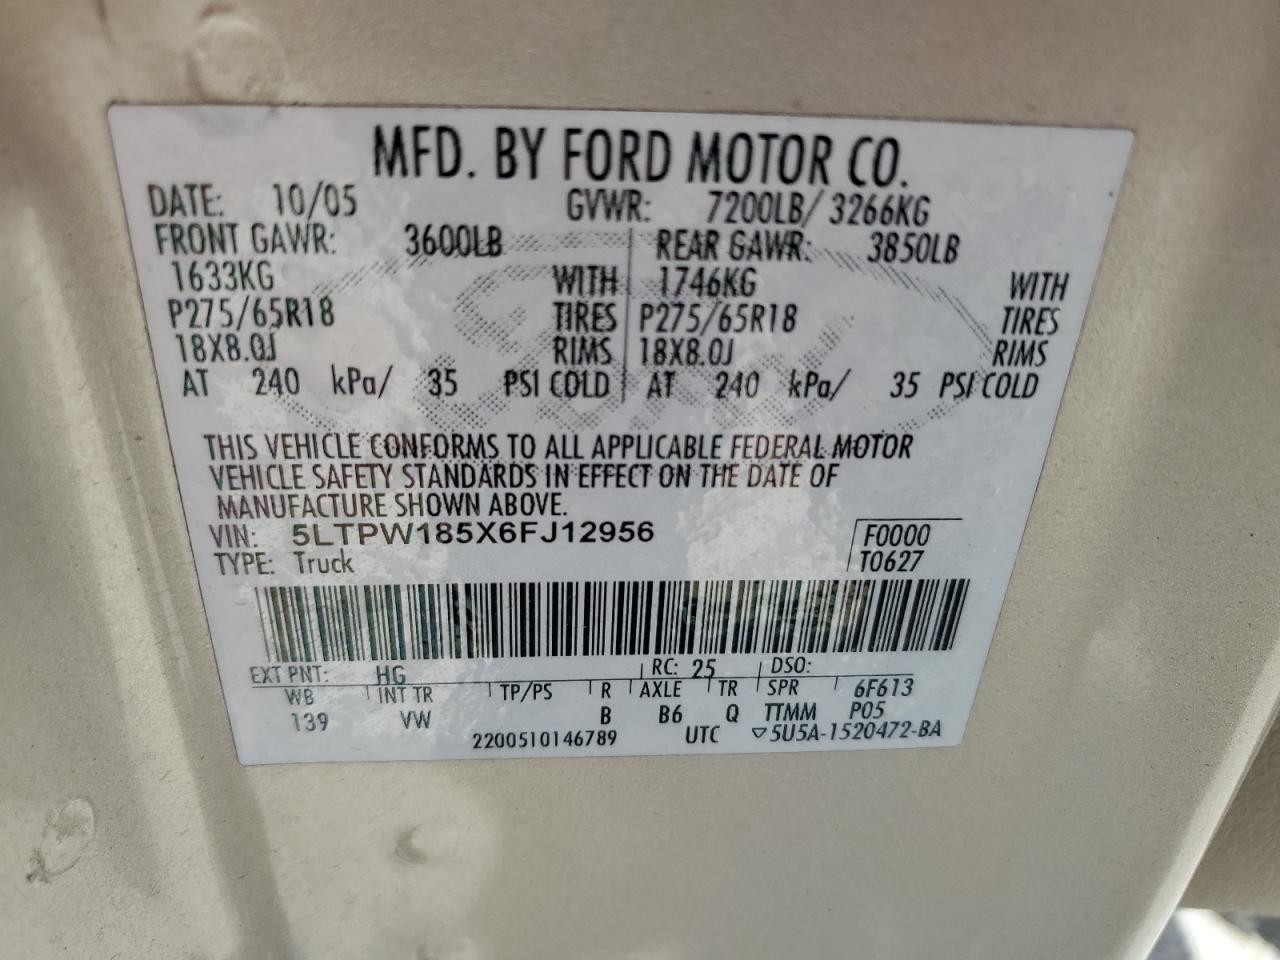 MFD. BY FORD MOTOR CO.
DATE: 10/05 GVWR: 7200LB/ 3266KG
FRONT GAWR: 3600LB REAR GAWR: 3850LB
1633KG WITH 1746KG WITH
P275/65R18 TIRES P275/65R18 TIRES
18X8.0J RIMS 18X8.0J RIMS
AT 240 kPa/ 35 PSI COLD AT 240 kPa/ 35 PSI COLD
THIS VEHICLE CONFORMS TO ALL APPLICABLE FEDERAL MOTOR
VEHICLE SAFETY STANDARDS IN EFFECT ON THE DATE OF
MANUFACTURE SHOWN ABOVE.
VIN: 5LTPW185X6FJ12956 F0000
TYPE: Truck T0627
EXT PNT: HG RC: 25 DSO:
WB INT TR TP/PS R AXLE TR SPR 6F613
139 VW B B6 Q TTMM P05
2200510146789 UTC ▽5U5A-1520472-BA